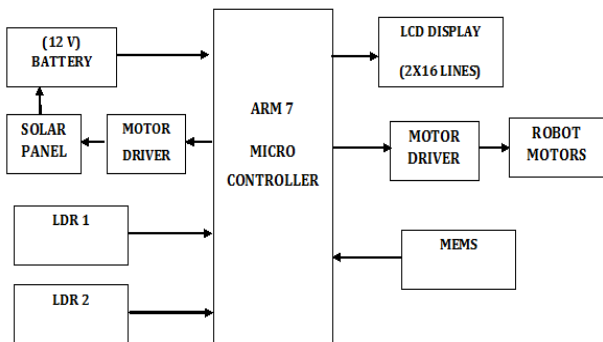 (12 V)
BATTERY
LCD DISPLAY
(2X16 LINES)
ARM 7
MICRO
CONTROLLER
SOLAR
PANEL
MOTOR
DRIVER
MOTOR
DRIVER
ROBOT
MOTORS
LDR 1
MEMS
LDR 2